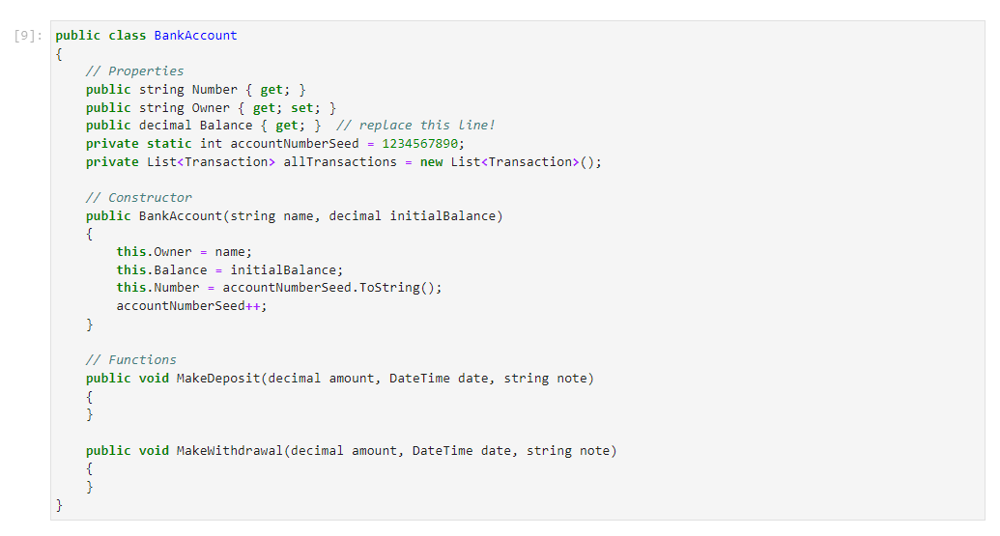 [9]:
public class BankAccount
{
    // Properties
    public string Number { get; }
    public string Owner { get; set; }
    public decimal Balance { get; }  // replace this line!
    private static int accountNumberSeed = 1234567890;
    private List<Transaction> allTransactions = new List<Transaction>();

    // Constructor
    public BankAccount(string name, decimal initialBalance)
    {
        this.Owner = name;
        this.Balance = initialBalance;
        this.Number = accountNumberSeed.ToString();
        accountNumberSeed++;
    }

    // Functions
    public void MakeDeposit(decimal amount, DateTime date, string note)
    {
    }

    public void MakeWithdrawal(decimal amount, DateTime date, string note)
    {
    }
}